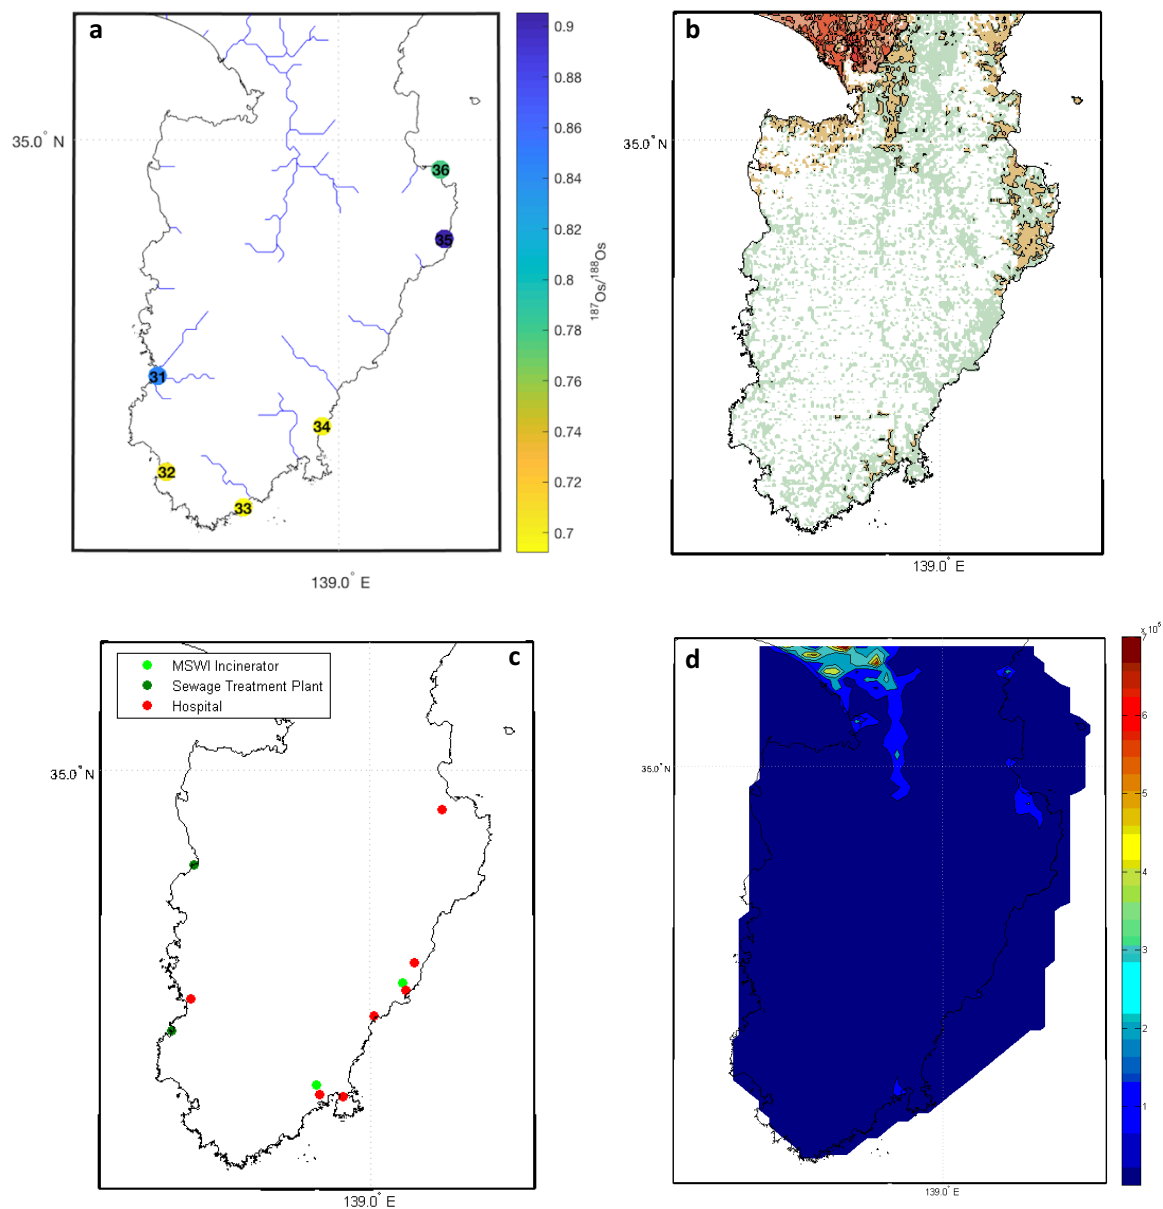 a
35.0° N
139.0° E
36
35
31
34
32
33
0.9
0.88
0.86
0.84
0.82
0.8
0.78
0.76
0.74
0.72
0.7
187Os/188Os
b
35.0° N
139.0° E
c
MSWI Incinerator
Sewage Treatment Plant
Hospital
35.0° N
139.0° E
d
35.0° N
139.0° E
x 10⁵
7
6
5
4
3
2
1